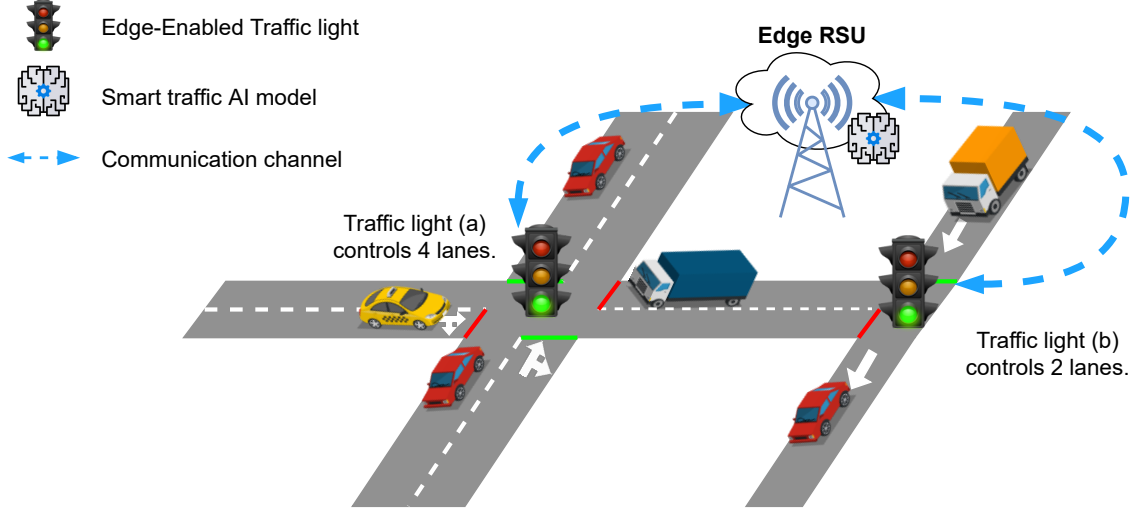 Edge-Enabled Traffic light
Smart traffic AI model
Communication channel
Edge RSU
Traffic light (a)
controls 4 lanes.
Traffic light (b)
controls 2 lanes.